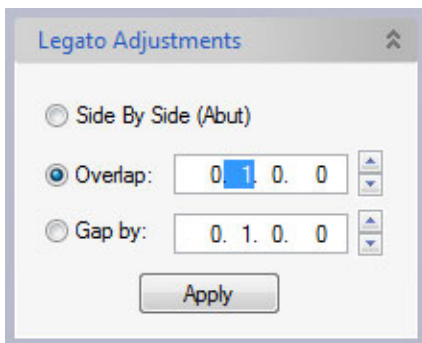 Legato Adjustments
Side By Side (Abut)
Overlap: 0. 1. 0. 0
Gap by: 0. 1. 0. 0
Apply